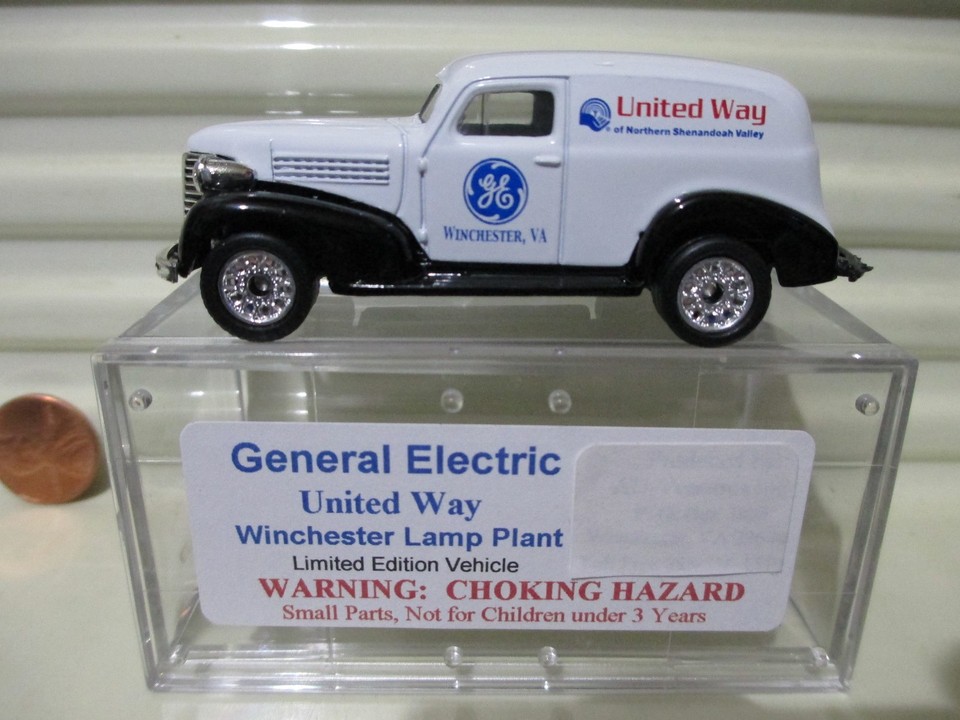 United Way
® of Northern Shenandoah Valley
GE
WINCHESTER, VA
General Electric
United Way
Winchester Lamp Plant
Limited Edition Vehicle
WARNING: CHOKING HAZARD
Small Parts, Not for Children under 3 Years